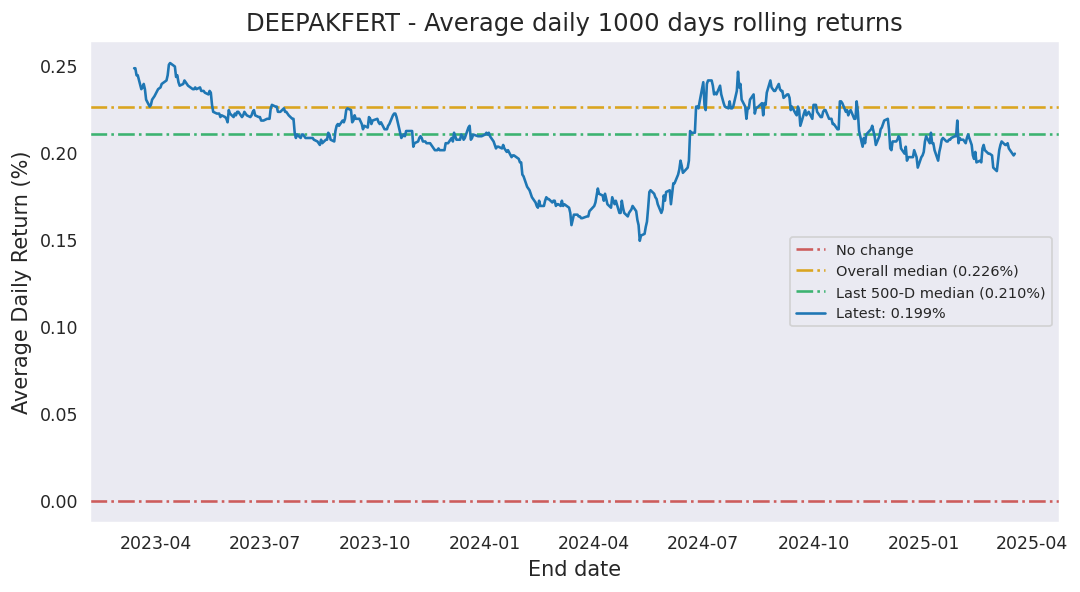 DEEPAKFERT - Average daily 1000 days rolling returns
Average Daily Return (%)
0.25
0.20
0.15
0.10
0.05
0.00
No change
Overall median (0.226%)
Last 500-D median (0.210%)
Latest: 0.199%
2023-04 2023-07 2023-10 2024-01 2024-04 2024-07 2024-10 2025-01 2025-04
End date